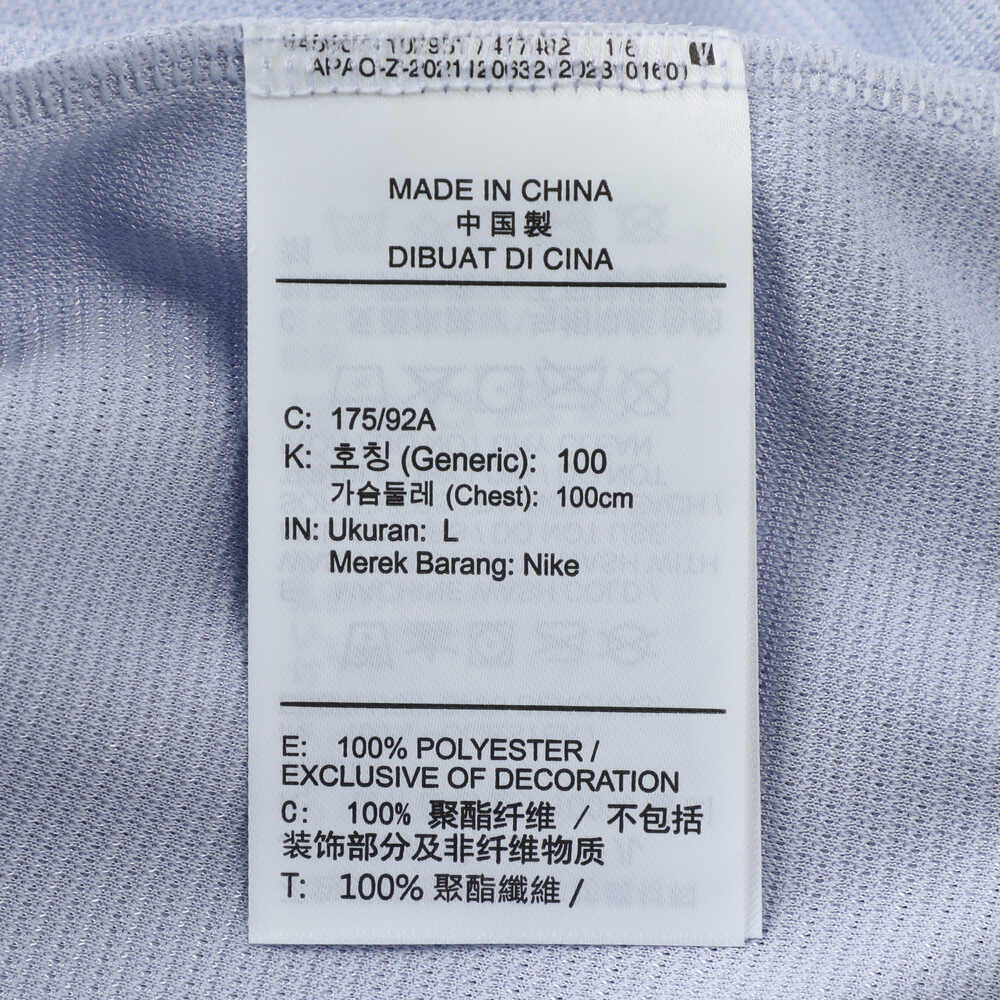 1/6
MADE IN CHINA
中国製
DIBUAT DI CINA
C: 175/92A
K: 호칭 (Generic): 100
가슴둘레 (Chest): 100cm
IN: Ukuran: L
Merek Barang: Nike
E: 100% POLYESTER /
EXCLUSIVE OF DECORATION
C: 100% 聚酯纤维 / 不包括
装饰部分及非纤维物质
T: 100% 聚酯纖維 /